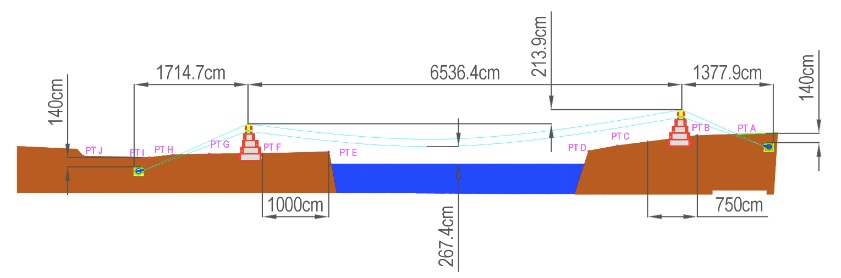 1714.7cm
6536.4cm
213.9cm
1377.9cm
140cm
140cm
PT J
PT I
PT H
PT G
PT F
PT E
PT D
PT C
PT B
PT A
1000cm
267.4cm
750cm